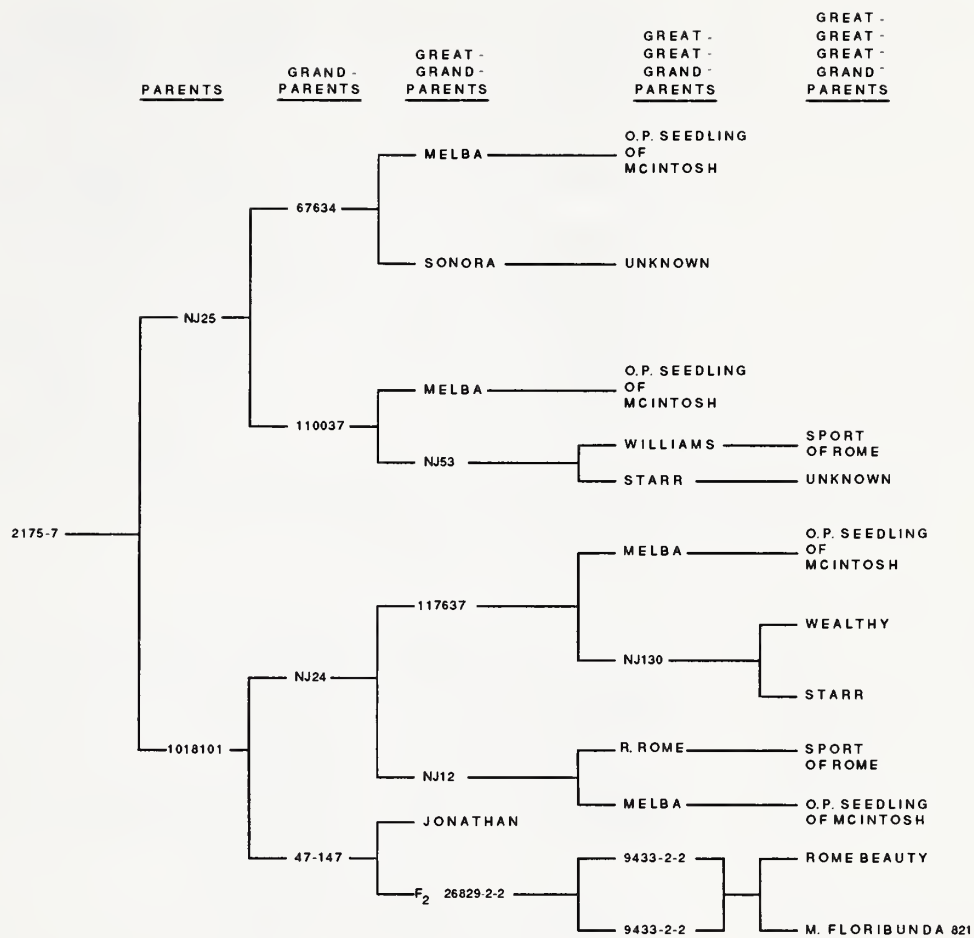 PARENTS
GRAND-
PARENTS
GREAT-
GRAND-
PARENTS
GREAT-
GREAT-
GRAND-
PARENTS
GREAT-
GREAT-
GREAT-
GRAND-
PARENTS
2175-7
NJ25
67634
MELBA
O.P. SEEDLING
OF
MCINTOSH
SONORA
UNKNOWN
110037
MELBA
O.P. SEEDLING
OF
MCINTOSH
NJ53
WILLIAMS
SPORT
OF ROME
STARR
UNKNOWN
1018101
NJ24
117637
MELBA
O.P. SEEDLING
OF
MCINTOSH
NJ130
WEALTHY
STARR
NJ12
R. ROME
SPORT
OF ROME
MELBA
O.P. SEEDLING
OF MCINTOSH
47-147
JONATHAN
F2 26829-2-2
9433-2-2
9433-2-2
ROME BEAUTY
M. FLORIBUNDA 821